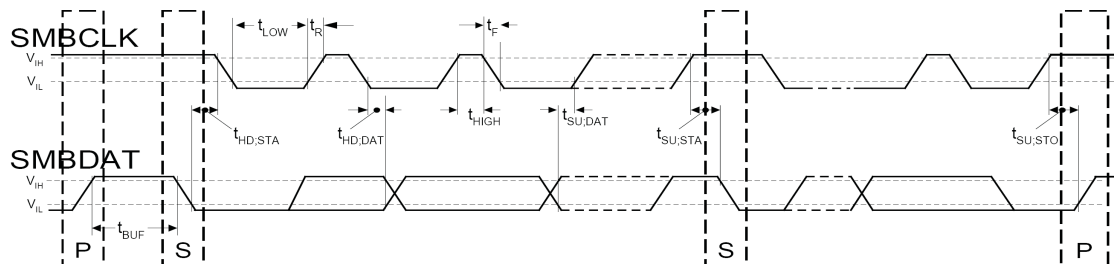 t_LOW t_R t_F
SMBCLK
V_IH
V_IL
t_HD;STA t_HD;DAT t_HIGH t_SU;DAT t_SU;STA t_SU;STO
SMBDAT
V_IH
V_IL
t_BUF
P S S P